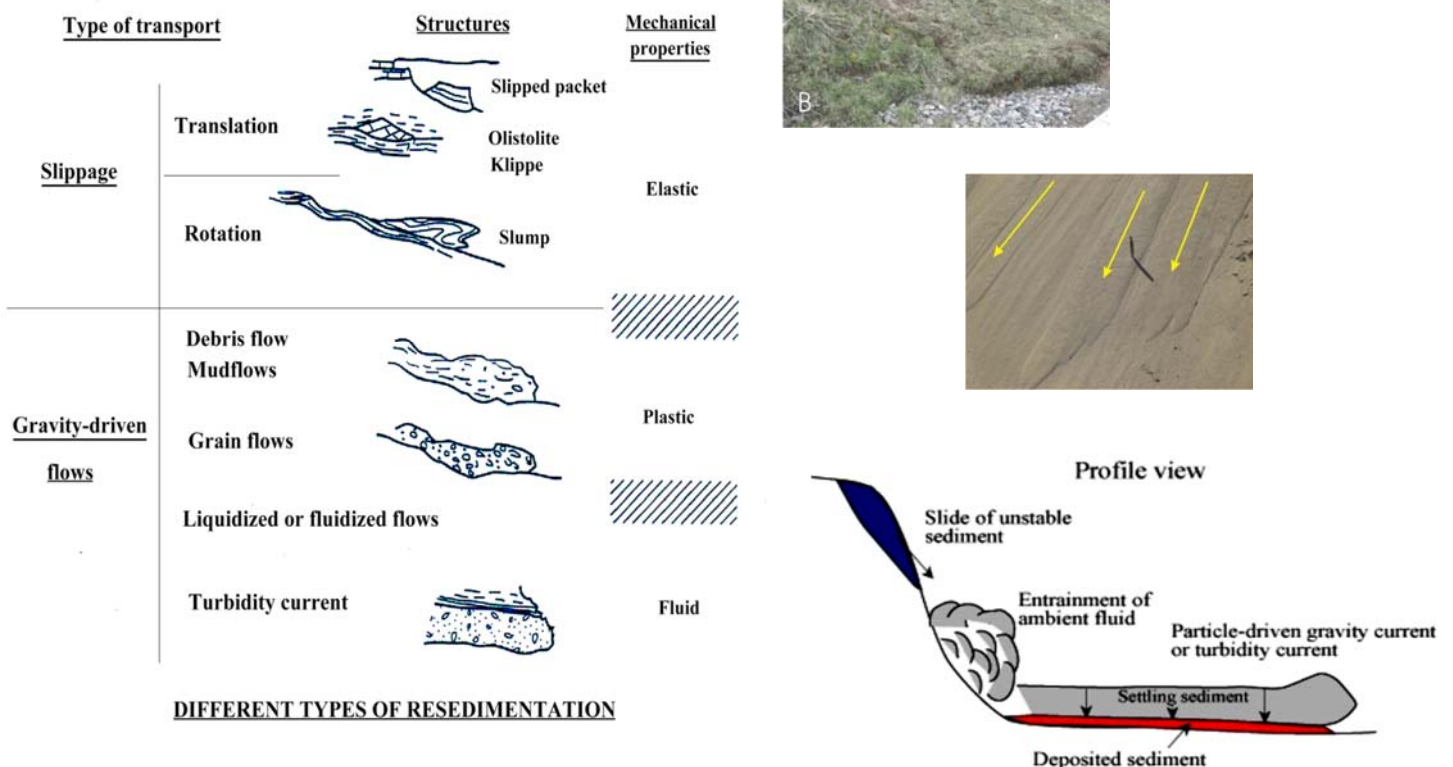 Type of transport
Structures
Mechanical
properties
Slipped packet
Translation
Olistolite
Klippe
Slippage
Elastic
Rotation
Slump
Debris flow
Mudflows
Gravity-driven
flows
Grain flows
Plastic
Liquidized or fluidized flows
Turbidity current
Fluid
DIFFERENT TYPES OF RESEDIMENTATION
B
Profile view
Slide of unstable
sediment
Entrainment of
ambient fluid
Particle-driven gravity current
or turbidity current
Settling sediment
Deposited sediment